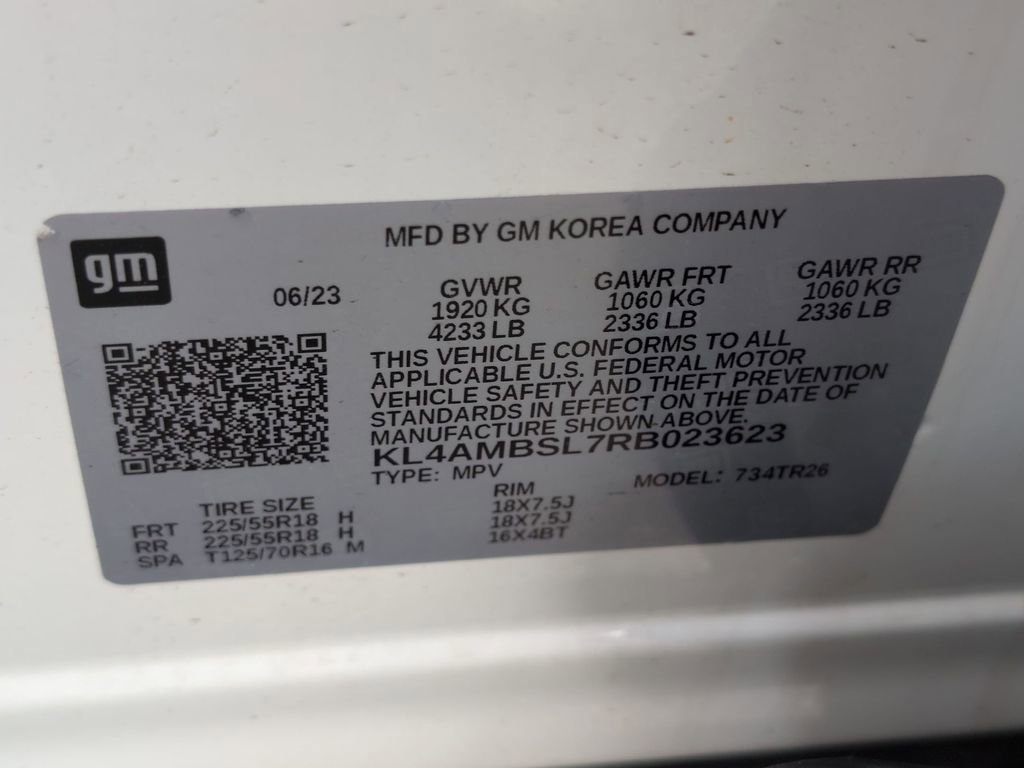 MFD BY GM KOREA COMPANY
gm
06/23
GVWR
1920 KG
4233 LB
GAWR FRT
1060 KG
2336 LB
GAWR RR
1060 KG
2336 LB
THIS VEHICLE CONFORMS TO ALL
APPLICABLE U.S. FEDERAL MOTOR
VEHICLE SAFETY AND THEFT PREVENTION
STANDARDS IN EFFECT ON THE DATE OF
MANUFACTURE SHOWN ABOVE.
KL4AMBSL7RB023623
TYPE: MPV
MODEL: 734TR26
TIRE SIZE RIM
FRT 225/55R18 H 18X7.5J
RR 225/55R18 H 18X7.5J
SPA T125/70R16 M 16X4BT